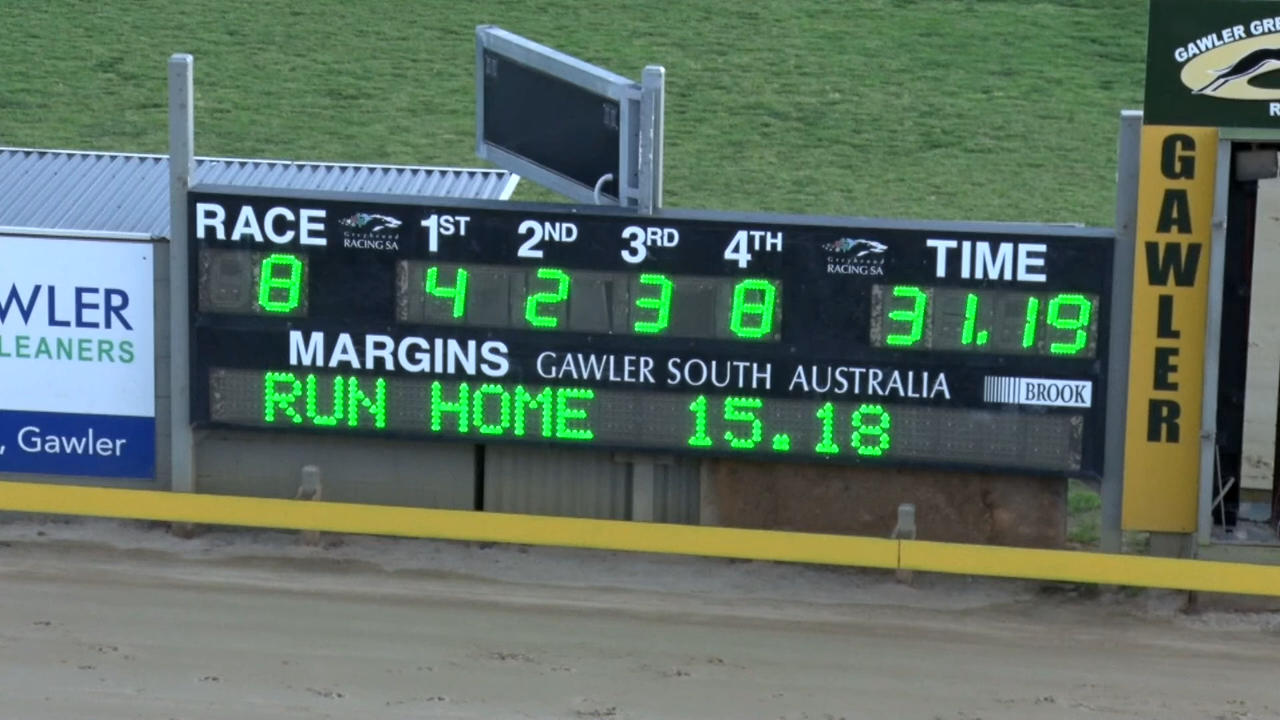 GAWLER GRE
R
GAWLER
RACE Greyhound RACING SA 1ST 2ND 3RD 4TH Greyhound RACING SA TIME
8 4 2 3 8 31.19
MARGINS GAWLER SOUTH AUSTRALIA BROOK
RUN HOME 15.18
WLER
LEANERS
, Gawler